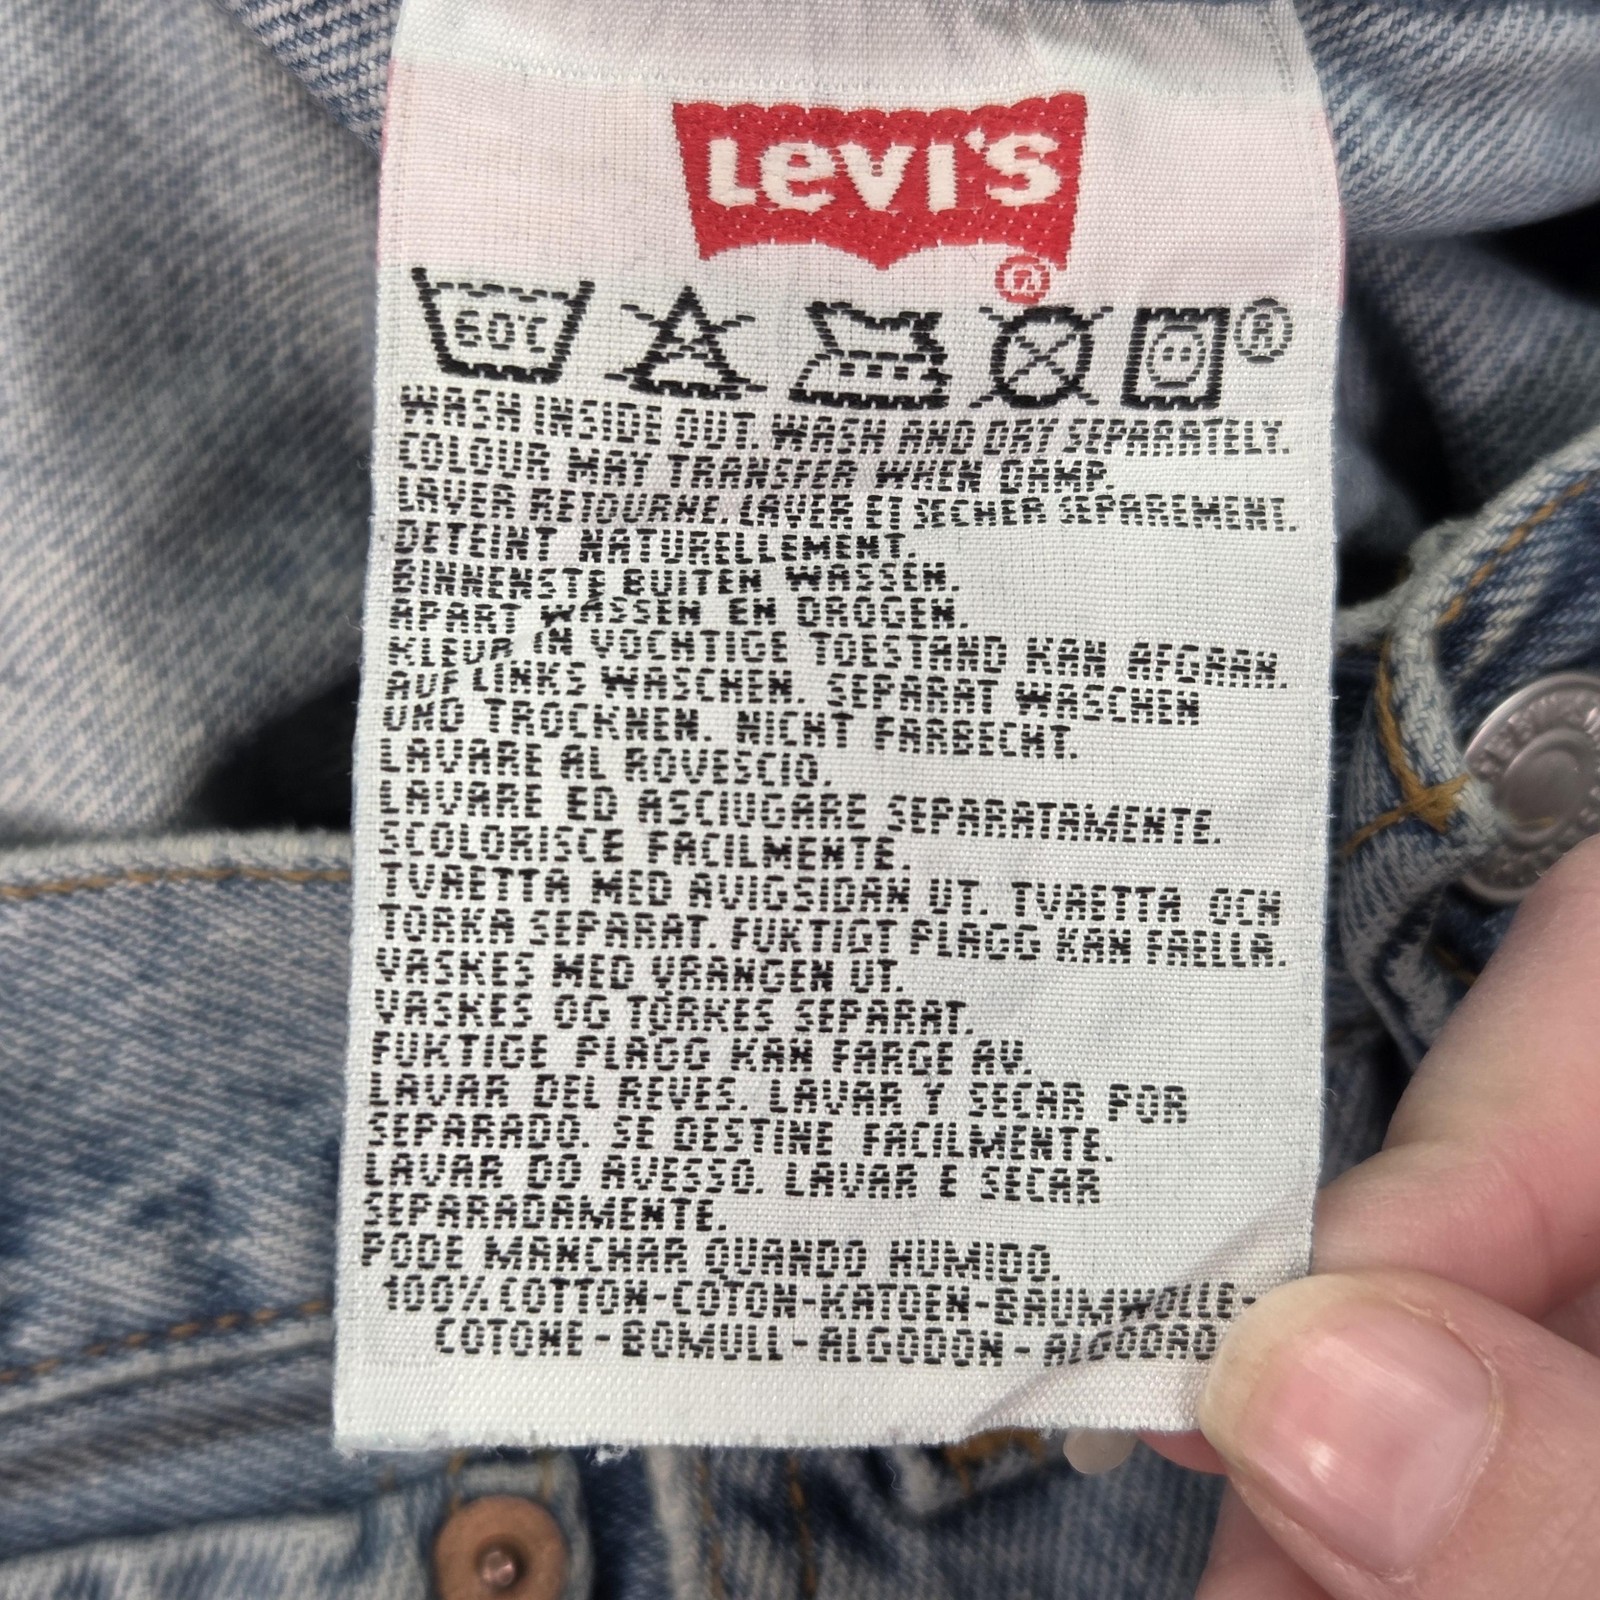 Levi's
®
60°C
®
WASH INSIDE OUT. WASH AND DRY SEPARATELY.
COLOUR MAY TRANSFER WHEN DAMP.
LAVER RETOURNE. LAVER ET SECHER SEPAREMENT.
DETEINT NATURELLEMENT.
BINNENSTE BUITEN WASSEN.
APART WASSEN EN DROGEN.
KLEUR IN VOCHTIGE TOESTAND KAN AFGAAN.
AUF LINKS WASCHEN. SEPARAT WASCHEN
UND TROCKNEN. NICHT FARBECHT.
LAVARE AL ROVESCIO.
LAVARE ED ASCIUGARE SEPARATAMENTE.
SCOLORISCE FACILMENTE.
TVAETTA MED AVIGSIDAN UT. TVAETTA OCH
TORKA SEPARAT. FUKTIGT PLAGG KAN FAELLA.
VASKES MED VRANGEN UT.
VASKES OG TORKES SEPARAT.
FUKTIGE PLAGG KAN FARGE AV.
LAVAR DEL REVES. LAVAR Y SECAR POR
SEPARADO. SE DESTINE FACILMENTE.
LAVAR DO AVESSO. LAVAR E SECAR
SEPARADAMENTE.
PODE MANCHAR QUANDO HUMIDO.
100% COTTON-COTON-KATOEN-BAUMWOLLE-
COTONE-BOMULL-ALGODON-ALGODAO